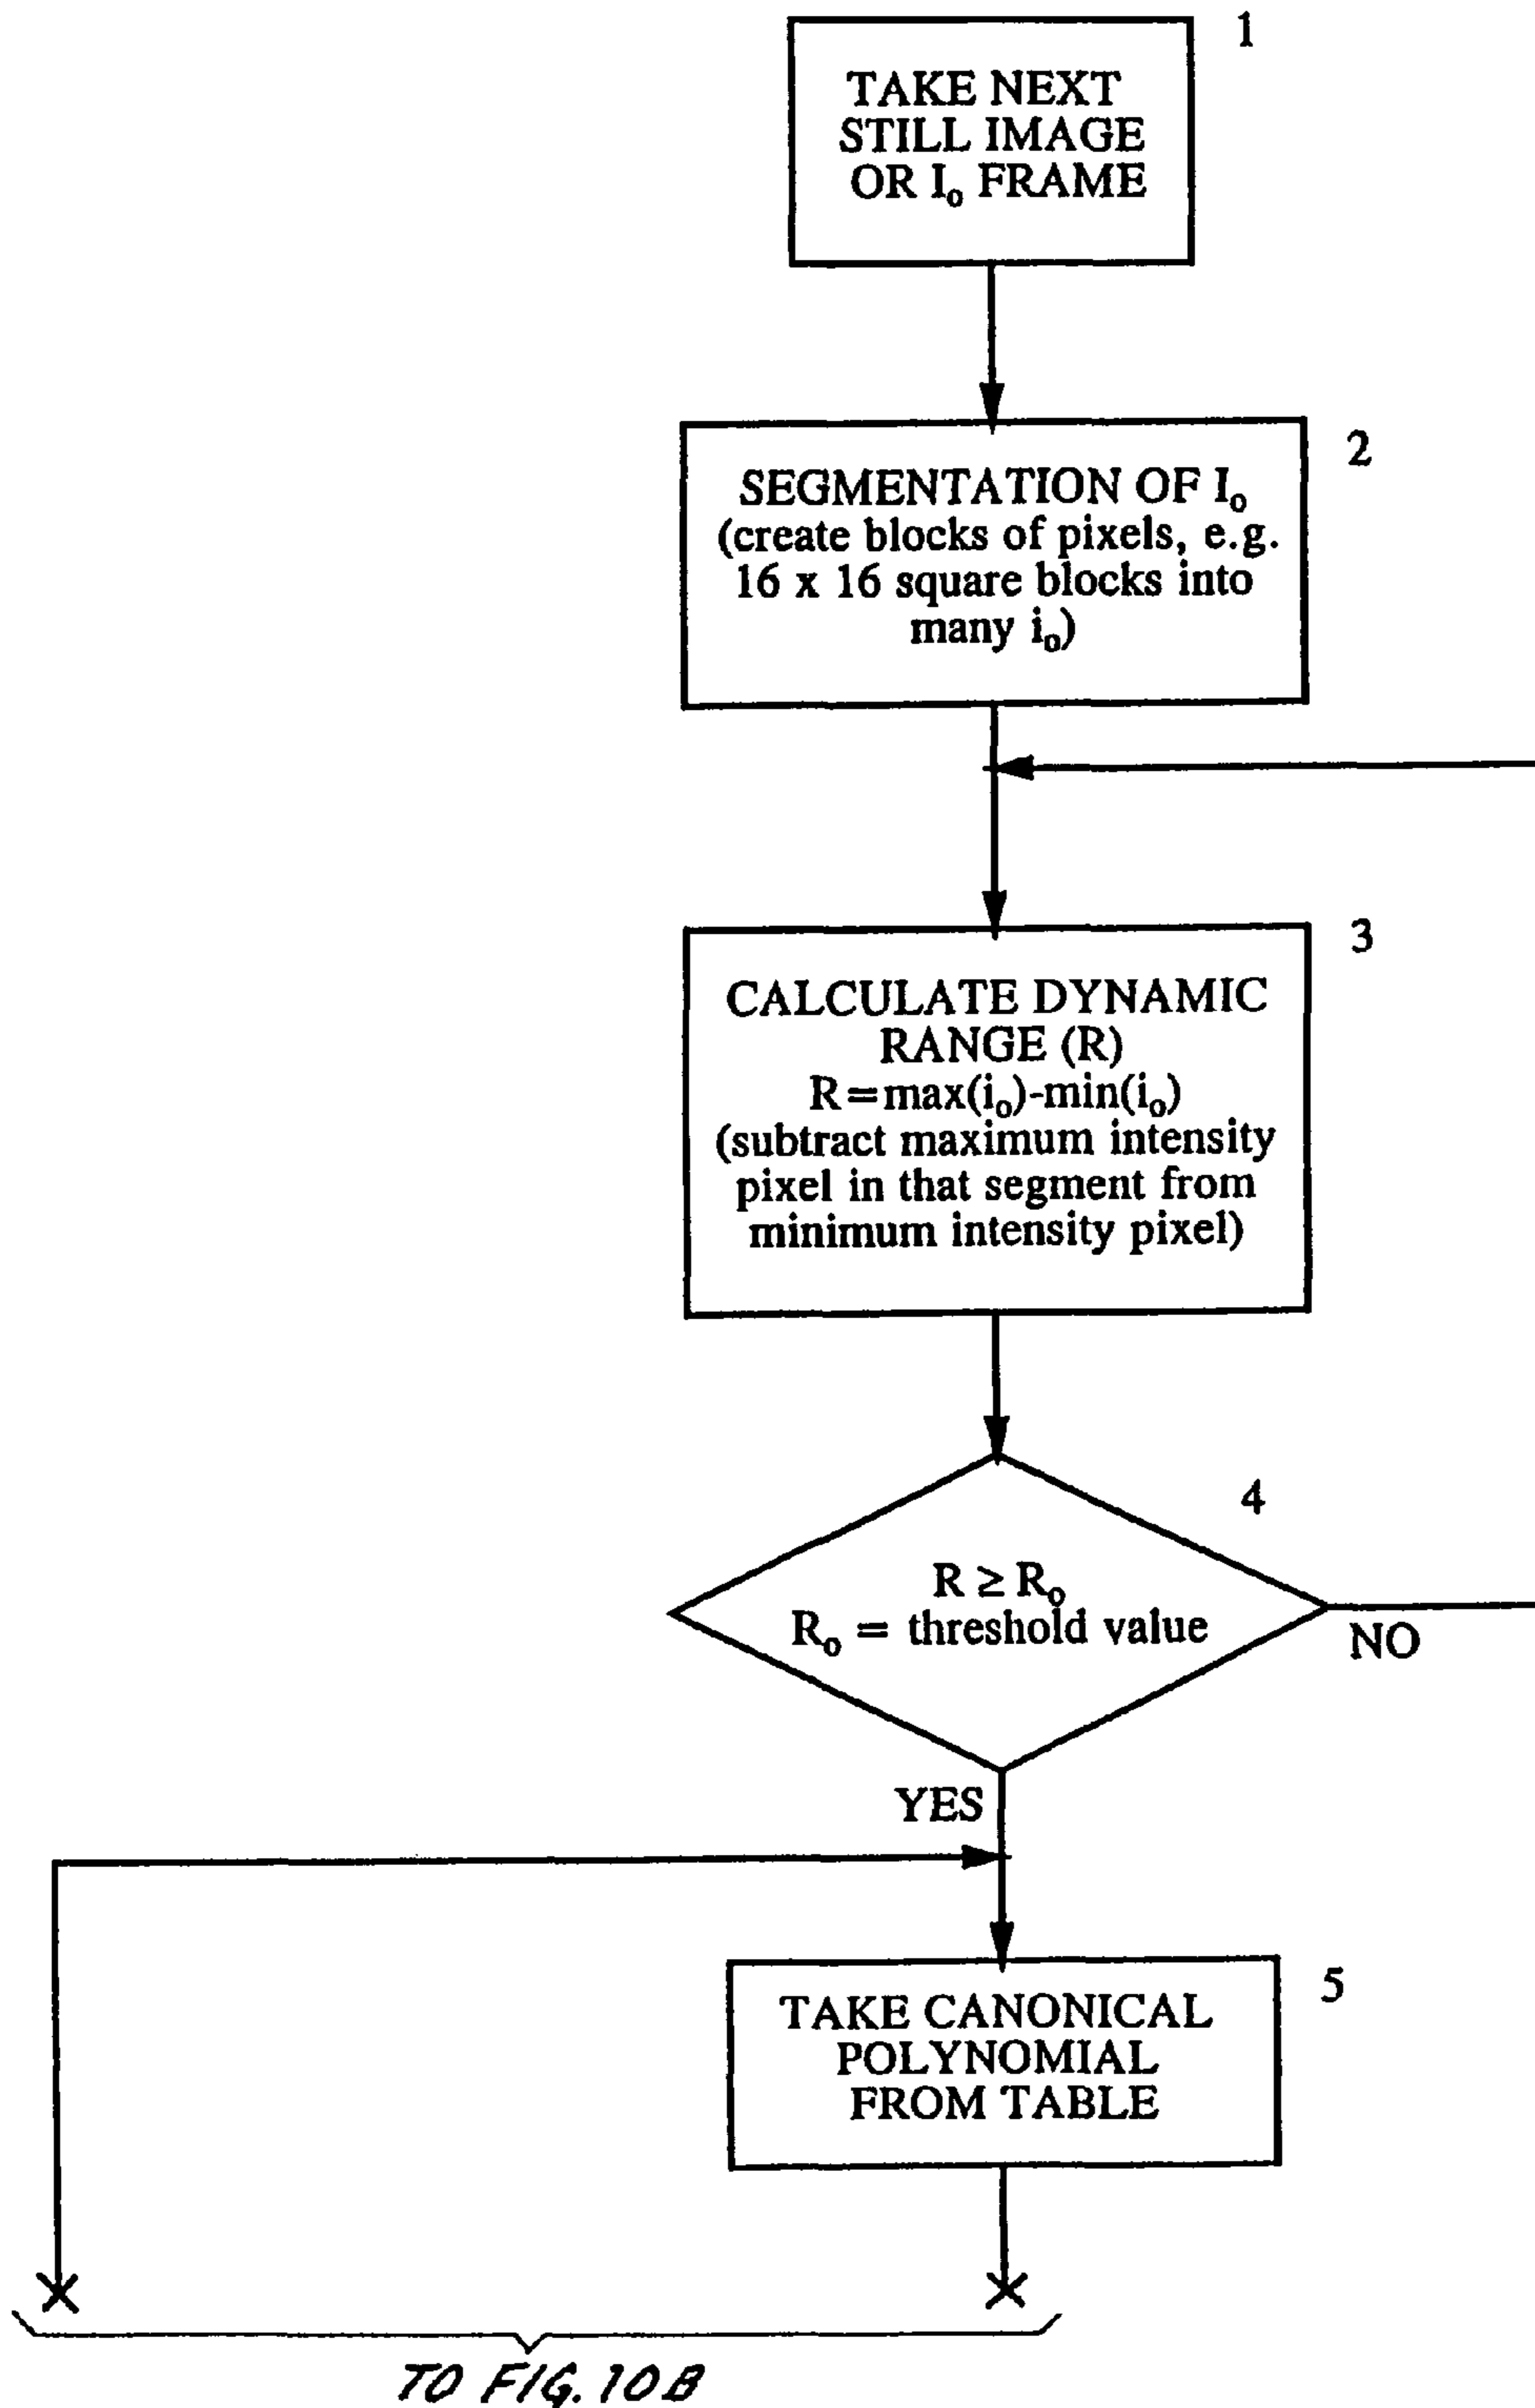 1
TAKE NEXT
STILL IMAGE
OR I₀ FRAME
2
SEGMENTATION OF I₀
(create blocks of pixels, e.g.
16 x 16 square blocks into
many i₀)
3
CALCULATE DYNAMIC
RANGE (R)
R=max(i₀)-min(i₀)
(subtract maximum intensity
pixel in that segment from
minimum intensity pixel)
4
R ≥ R₀
R₀ = threshold value
NO
YES
5
TAKE CANONICAL
POLYNOMIAL
FROM TABLE
TO FIG. 10B